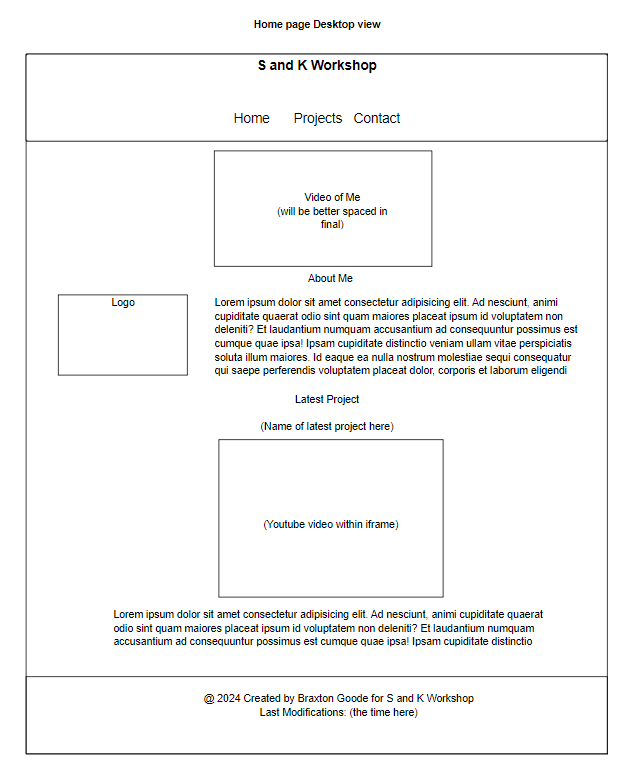 Home page Desktop view
S and K Workshop
Home Projects Contact
Video of Me
(will be better spaced in
final)
About Me
Logo
Lorem ipsum dolor sit amet consectetur adipisicing elit. Ad nesciunt, animi
cupiditate quaerat odio sint quam maiores placeat ipsum id voluptatem non
deleniti? Et laudantium numquam accusantium ad consequuntur possimus est
cumque quae ipsa! Ipsam cupiditate distinctio veniam ullam vitae perspiciatis
soluta illum maiores. Id eaque ea nulla nostrum molestiae sequi consequatur
qui saepe perferendis voluptatem placeat dolor, corporis et laborum eligendi
Latest Project
(Name of latest project here)
(Youtube video within iframe)
Lorem ipsum dolor sit amet consectetur adipisicing elit. Ad nesciunt, animi cupiditate quaerat
odio sint quam maiores placeat ipsum id voluptatem non deleniti? Et laudantium numquam
accusantium ad consequuntur possimus est cumque quae ipsa! Ipsam cupiditate distinctio
@ 2024 Created by Braxton Goode for S and K Workshop
Last Modifications: (the time here)